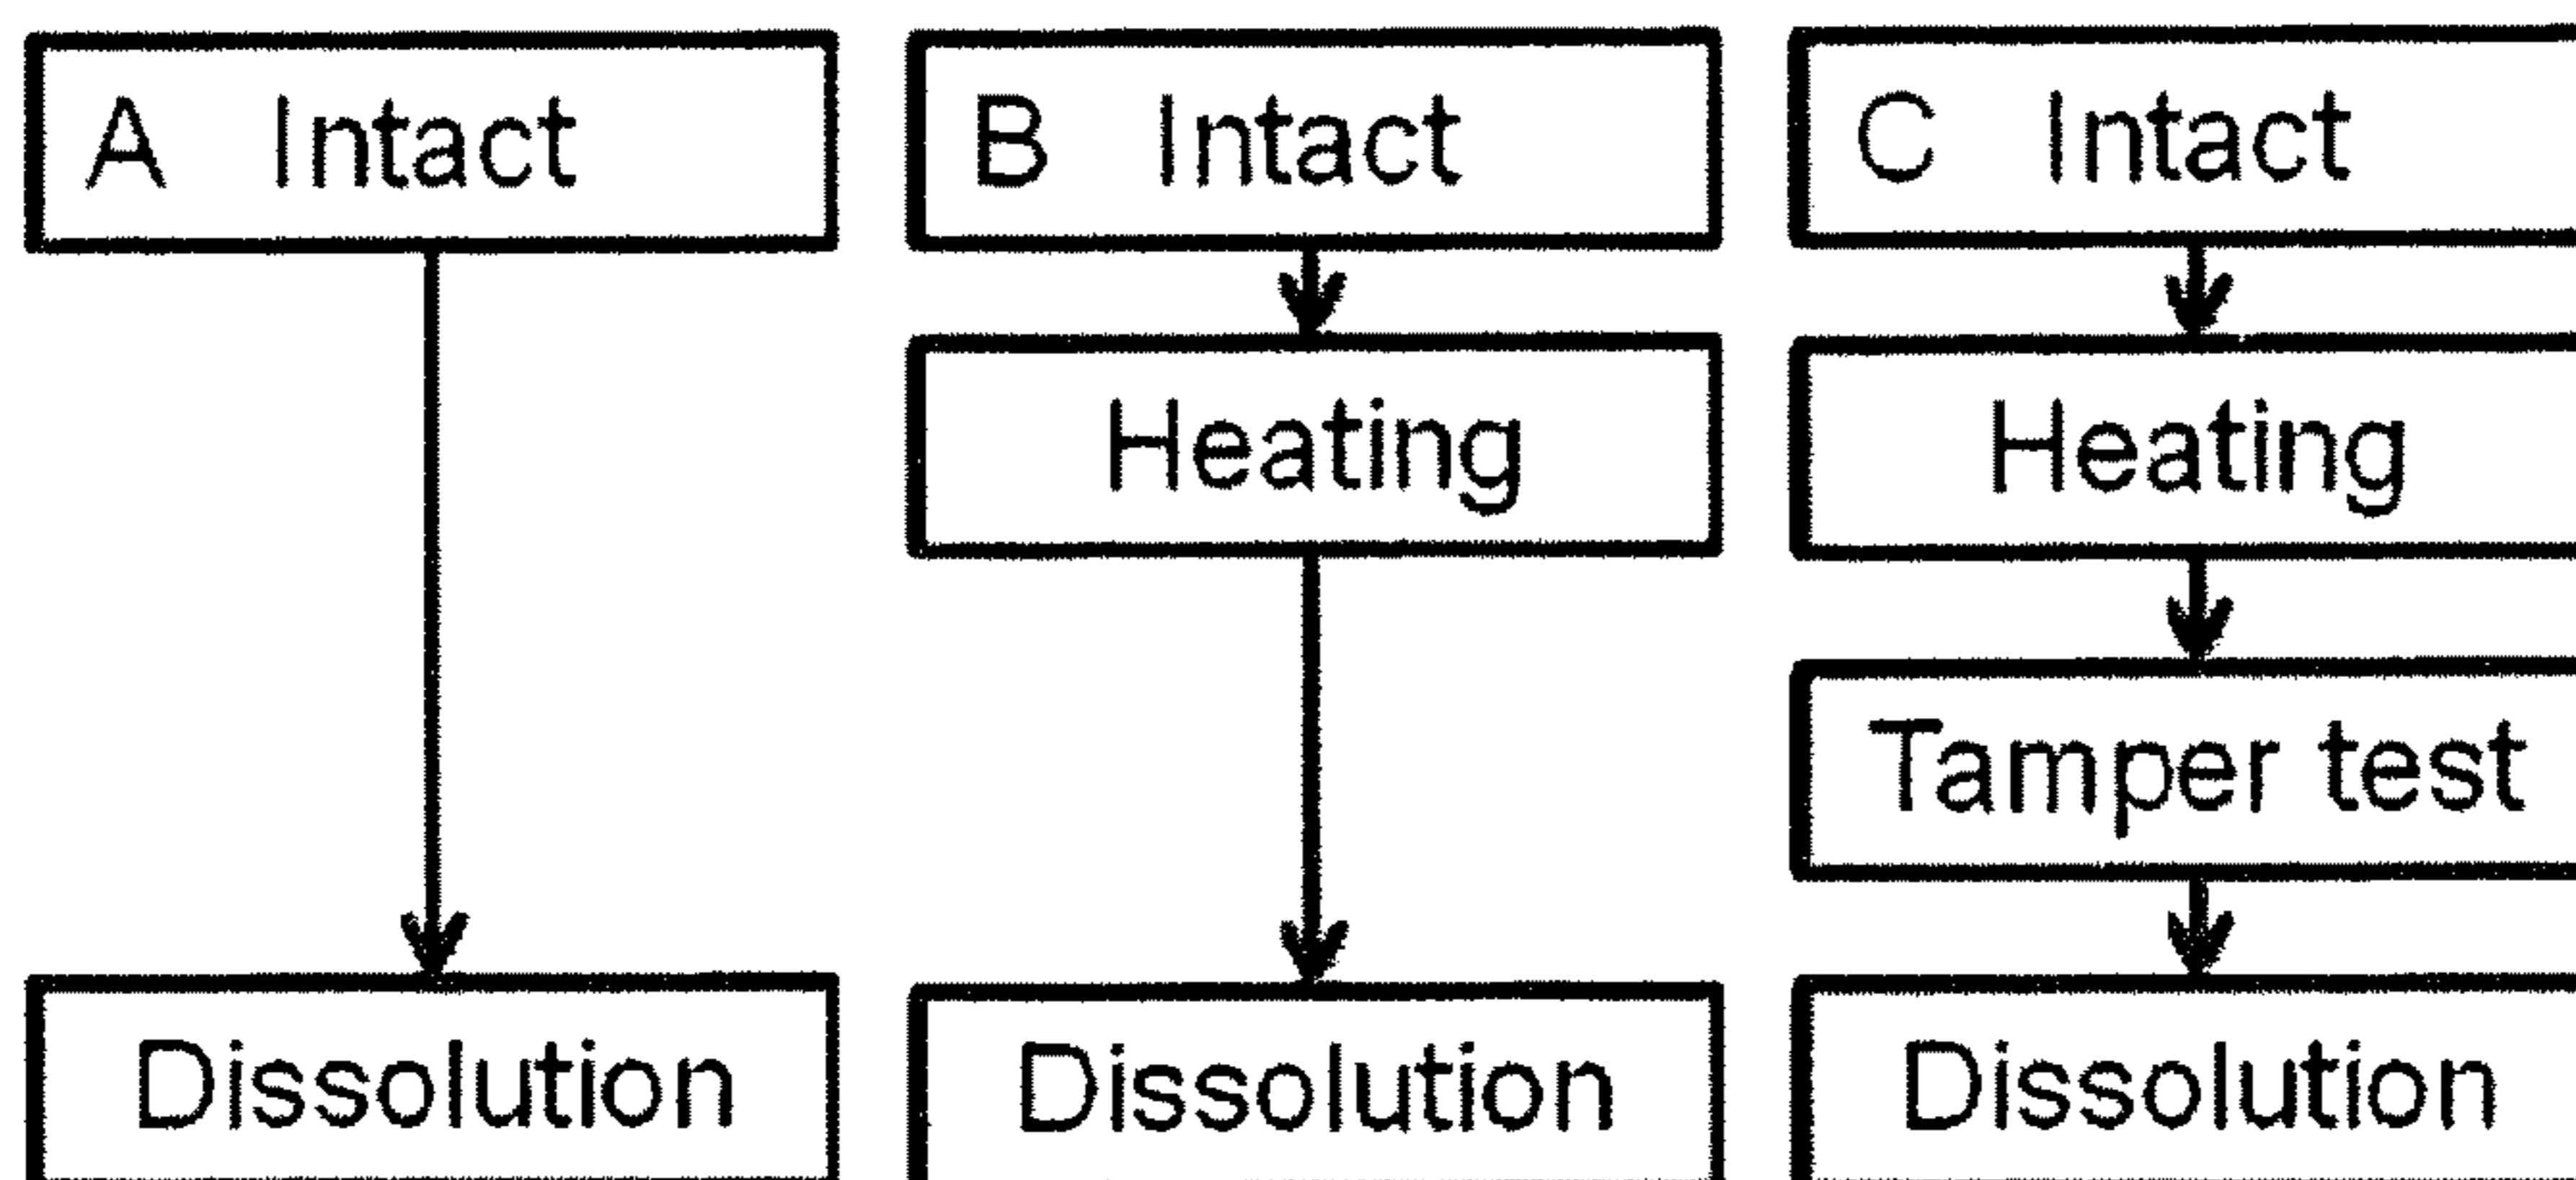 A Intact
B Intact
C Intact
Heating
Heating
Tamper test
Dissolution
Dissolution
Dissolution